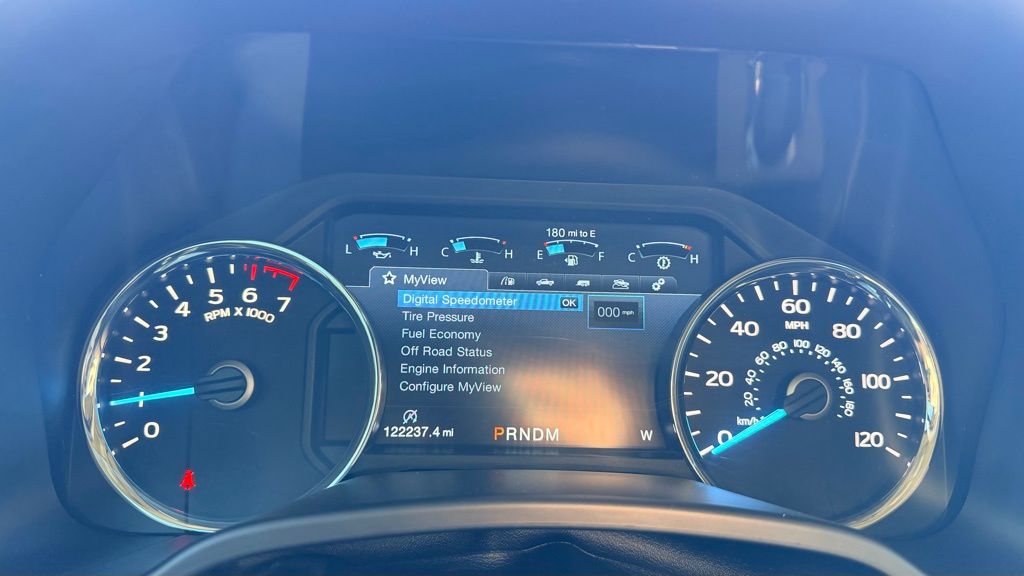 180 mi to E
L H C H E F C H
MyView
Digital Speedometer OK
000 mph
Tire Pressure
Fuel Economy
Off Road Status
Engine Information
Configure MyView
122237.4 mi PRNDM W
0 1 2 3 4 5 6 7
RPM X 1000
0 20 40 60 80 100 120
MPH
20 40 60 80 100 120 140 160 180
km/h